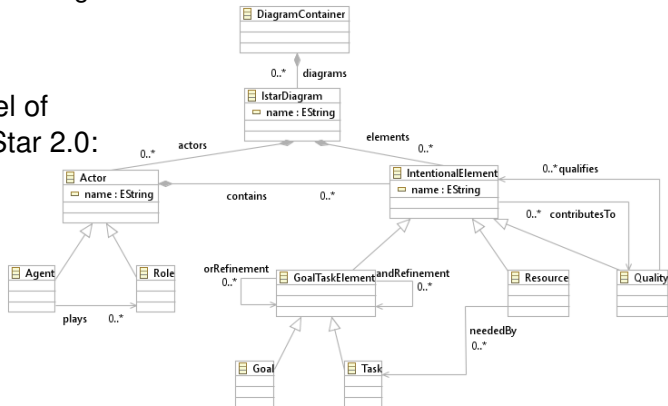 DiagramContainer
0..* diagrams
el of
IstarDiagram
name : EString
Star 2.0:
actors
elements
0..*
0..*
Actor
name : EString
contains
0..*
IntentionalElement
name : EString
0..* qualifies
0..* contributesTo
Agent
Role
plays 0..*
orRefinement
0..*
GoalTaskElement
andRefinement
0..*
Resource
Quality
neededBy
0..*
Goal
Task